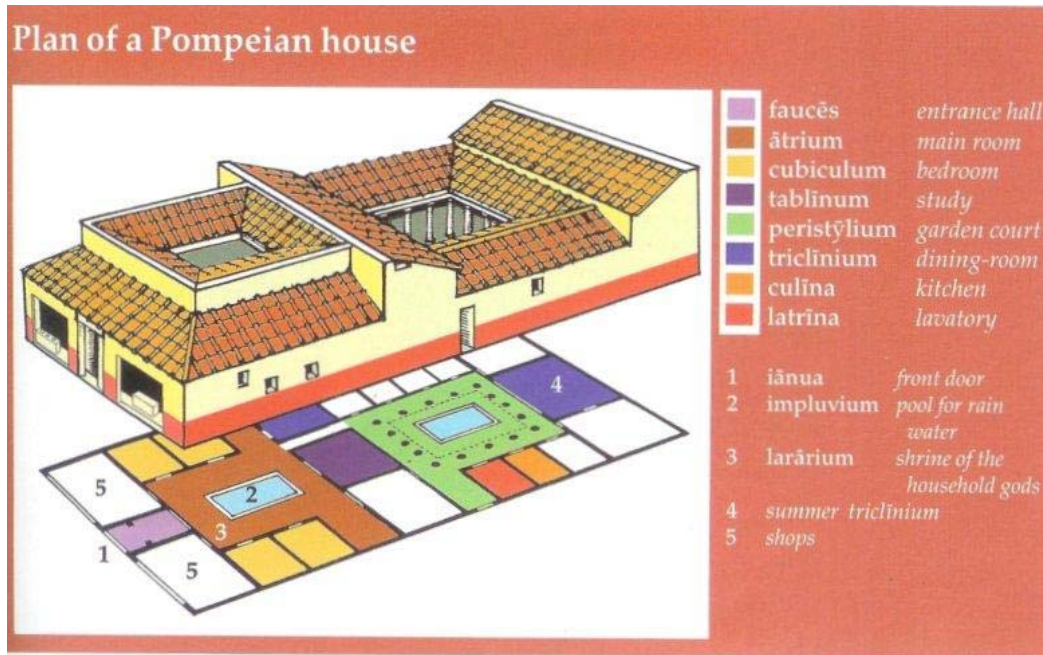 Plan of a Pompeian house
faucēs entrance hall
ātrium main room
cubiculum bedroom
tablīnum study
peristȳlium garden court
triclīnium dining-room
culīna kitchen
latrīna lavatory
1 iānua front door
2 impluvium pool for rain
water
3 larārium shrine of the
household gods
4 summer triclīnium
5 shops
4
5
2
3
1
5